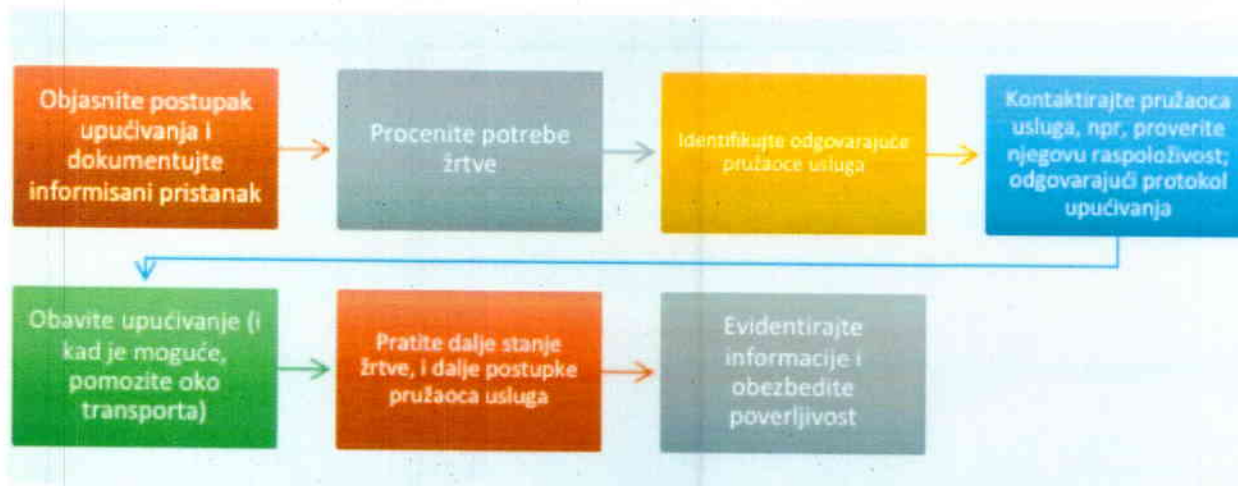 Objasnite postupak
upućivanja i
dokumentujte
informisani pristanak
Procenite potrebe
žrtve
Identifikujte odgovarajuće
pružaoce usluga
Kontaktirajte pružaoca
usluga, npr, proverite
njegovu raspoloživost;
odgovarajući protokol
upućivanja
Obavite upućivanje (i
kad je moguće,
pomozite oko
transporta)
Pratite dalje stanje
žrtve, i dalje postupke
pružaoca usluga
Evidentirajte
informacije i
obezbedite
poverljivost